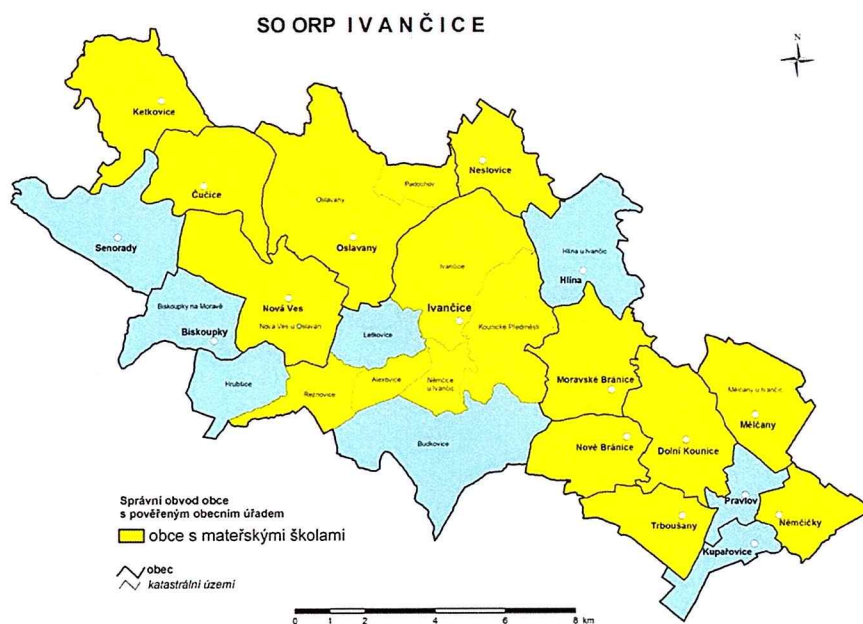 SO ORP IVANČICE
N
Ketkovice
Neslovice
Padochov
Čučice
Oslavany
Oslavany
Senorady
Ivančice
Hlína u Ivančic
Hlína
Biskoupky na Moravě
Nová Ves
Nová Ves u Oslavan
Ivančice
Kounické Předměstí
Biskoupky
Letkovice
Hrubšice
Řeznovice
Alexovice
Němčice
u Ivančic
Moravské Bránice
Mělčany u Ivančic
Mělčany
Budkovice
Nové Bránice
Dolní Kounice
Pravlov
Trboušany
Němčičky
Kupařovice
Správní obvod obce
s pověřeným obecním úřadem
obce s mateřskými školami
obec
katastrální území
0 1 2 4 6 8 km